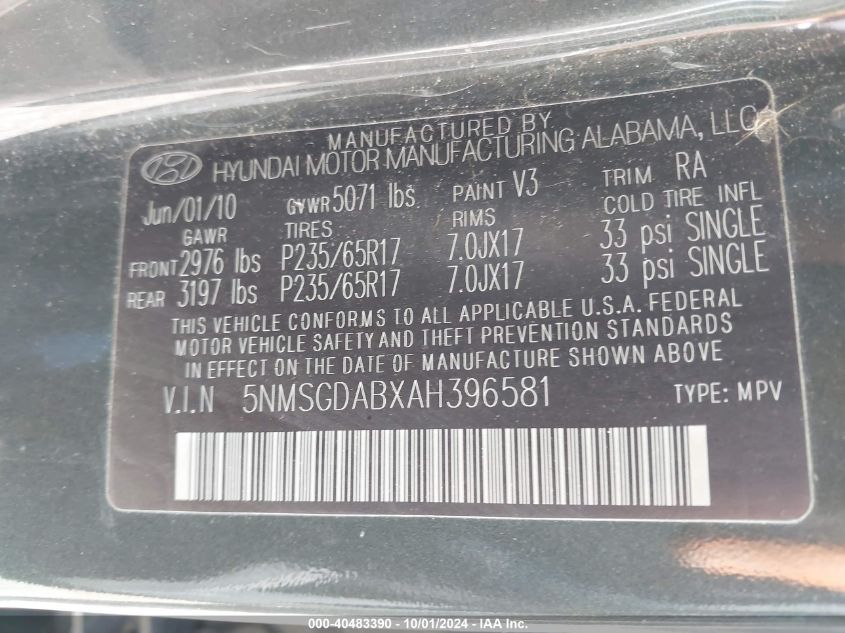 MANUFACTURED BY
HYUNDAI MOTOR MANUFACTURING ALABAMA, LLC
Jun/01/10 GVWR 5071 lbs PAINT V3 TRIM RA
GAWR TIRES RIMS COLD TIRE INFL
FRONT 2976 lbs P235/65R17 7.0JX17 33 psi SINGLE
REAR 3197 lbs P235/65R17 7.0JX17 33 psi SINGLE
THIS VEHICLE CONFORMS TO ALL APPLICABLE U.S.A. FEDERAL
MOTOR VEHICLE SAFETY AND THEFT PREVENTION STANDARDS
IN EFFECT ON THE DATE OF MANUFACTURE SHOWN ABOVE
V.I.N 5NMSGDABXAH396581 TYPE: MPV
000-40483390 - 10/01/2024 - IAA Inc.